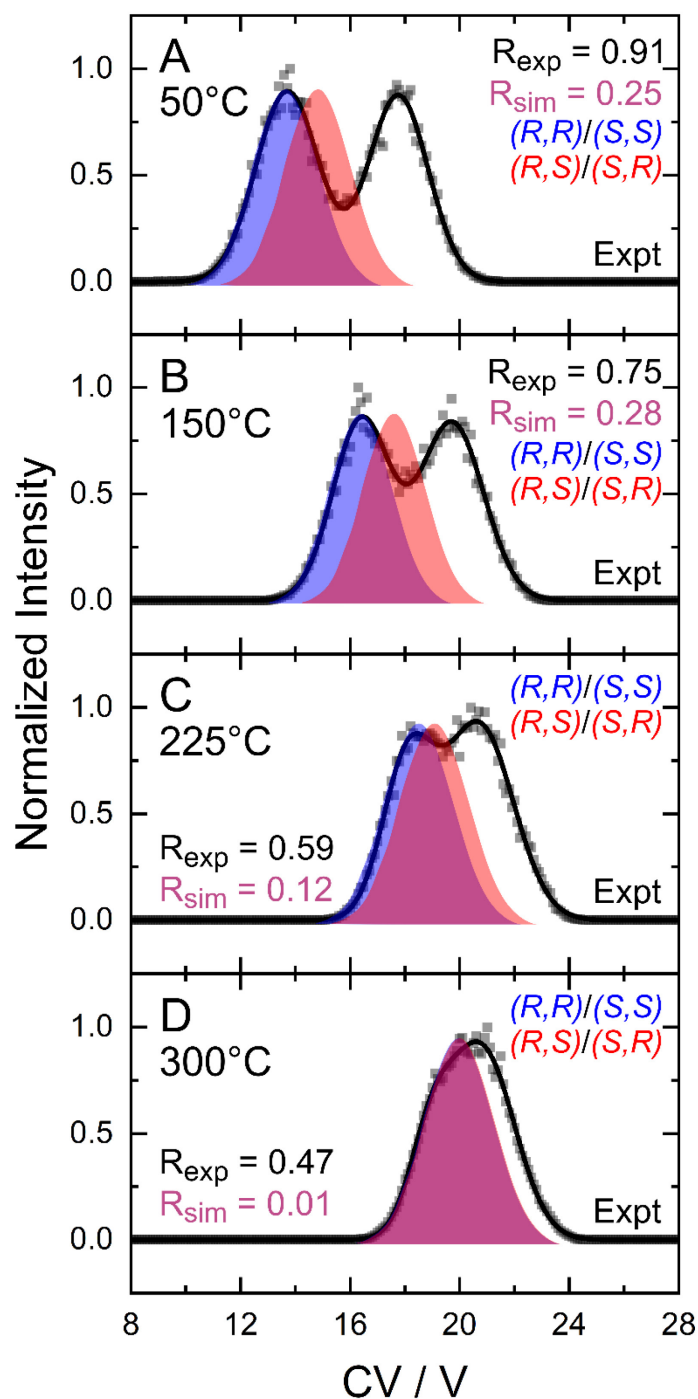 A
50°C
R_exp = 0.91
R_sim = 0.25
(R,R)/(S,S)
(R,S)/(S,R)
Expt
1.0
0.5
0.0
B
150°C
R_exp = 0.75
R_sim = 0.28
(R,R)/(S,S)
(R,S)/(S,R)
Expt
1.0
0.5
0.0
C
225°C
(R,R)/(S,S)
(R,S)/(S,R)
R_exp = 0.59
R_sim = 0.12
Expt
1.0
0.5
0.0
D
300°C
(R,R)/(S,S)
(R,S)/(S,R)
R_exp = 0.47
R_sim = 0.01
Expt
1.0
0.5
0.0
Normalized Intensity
8 12 16 20 24 28
CV / V